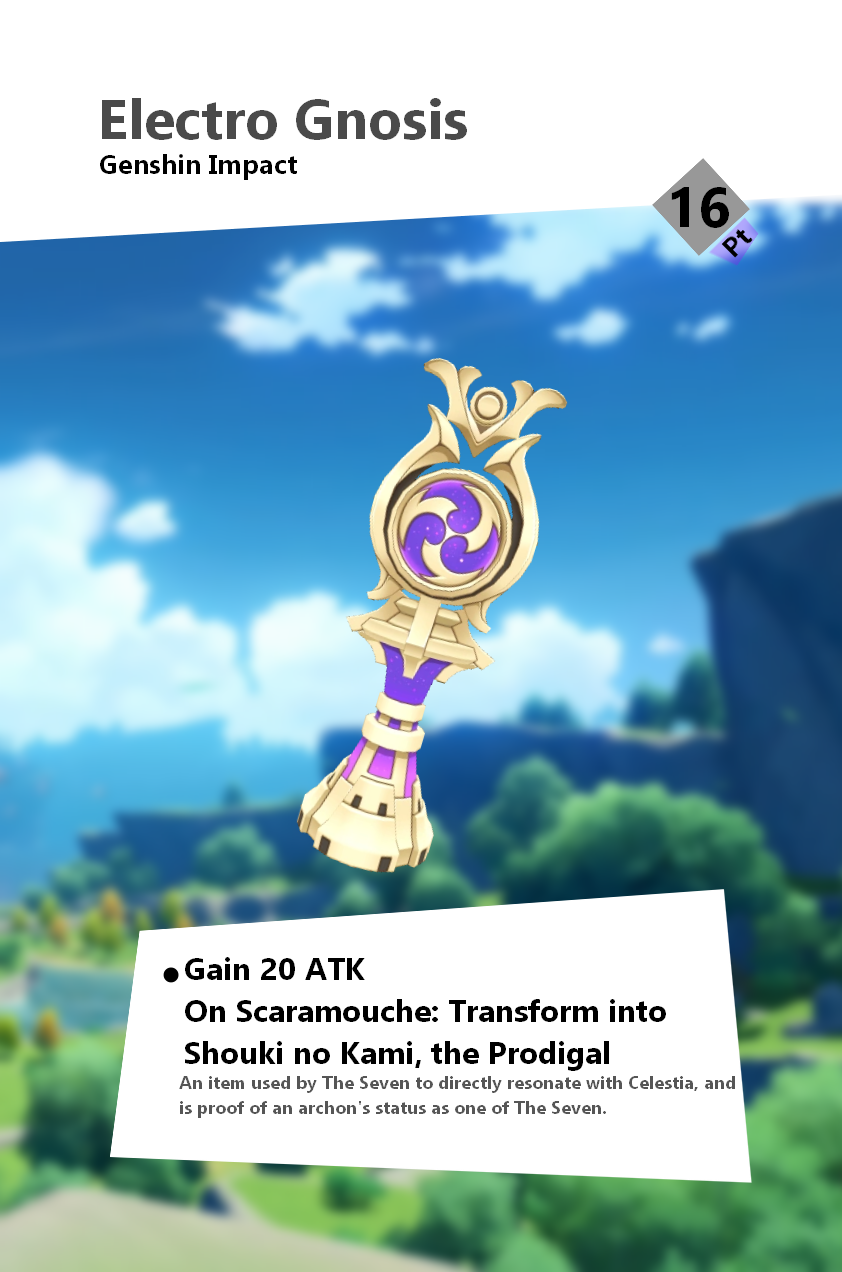 Electro Gnosis
Genshin Impact
16
Pt
●Gain 20 ATK
On Scaramouche: Transform into
Shouki no Kami, the Prodigal
An item used by The Seven to directly resonate with Celestia, and
is proof of an archon's status as one of The Seven.